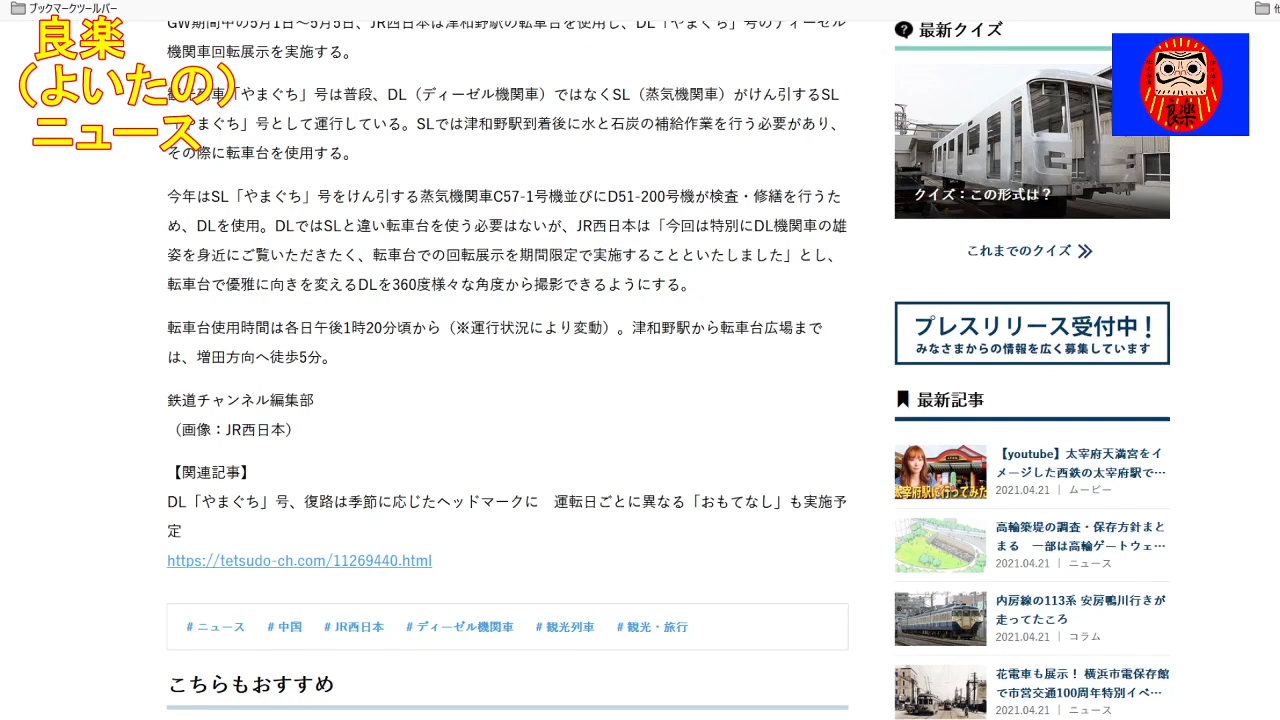 ブックマークツールバー
良楽
（よいたの）
ニュース
GW期間中の5月1日〜5月5日、JR西日本は津和野駅の転車台を使用し、DL「やまぐち」号のディーゼル
機関車回転展示を実施する。
列車「やまぐち」号は普段、DL（ディーゼル機関車）ではなくSL（蒸気機関車）がけん引するSL
やまぐち」号として運行している。SLでは津和野駅到着後に水と石炭の補給作業を行う必要があり、
その際に転車台を使用する。
今年はSL「やまぐち」号をけん引する蒸気機関車C57-1号機並びにD51-200号機が検査・修繕を行うた
め、DLを使用。DLではSLと違い転車台を使う必要はないが、JR西日本は「今回は特別にDL機関車の雄
姿を身近にご覧いただきたく、転車台での回転展示を期間限定で実施することといたしました」とし、
転車台で優雅に向きを変えるDLを360度様々な角度から撮影できるようにする。
転車台使用時間は各日午後1時20分頃から（※運行状況により変動）。津和野駅から転車台広場まで
は、増田方向へ徒歩5分。
鉄道チャンネル編集部
（画像：JR西日本）
【関連記事】
DL「やまぐち」号、復路は季節に応じたヘッドマークに　運転日ごとに異なる「おもてなし」も実施予
定
https://tetsudo-ch.com/11269440.html
# ニュース # 中国 # JR西日本 # ディーゼル機関車 # 観光列車 # 観光・旅行
こちらもおすすめ
他
? 最新クイズ
良楽
クイズ：この形式は？
これまでのクイズ
プレスリリース受付中！
みなさまからの情報を広く募集しています
最新記事
太宰府駅に行ってみた
【youtube】太宰府天満宮をイ
メージした西鉄の太宰府駅で…
2021.04.21 | ムービー
高輪築堤の調査・保存方針まと
まる　一部は高輪ゲートウェ…
2021.04.21 | ニュース
内房線の113系 安房鴨川行きが
走ってたころ
2021.04.21 | コラム
花電車も展示！ 横浜市電保存館
で市営交通100周年特別イベ…
2021.04.21 | ニュース